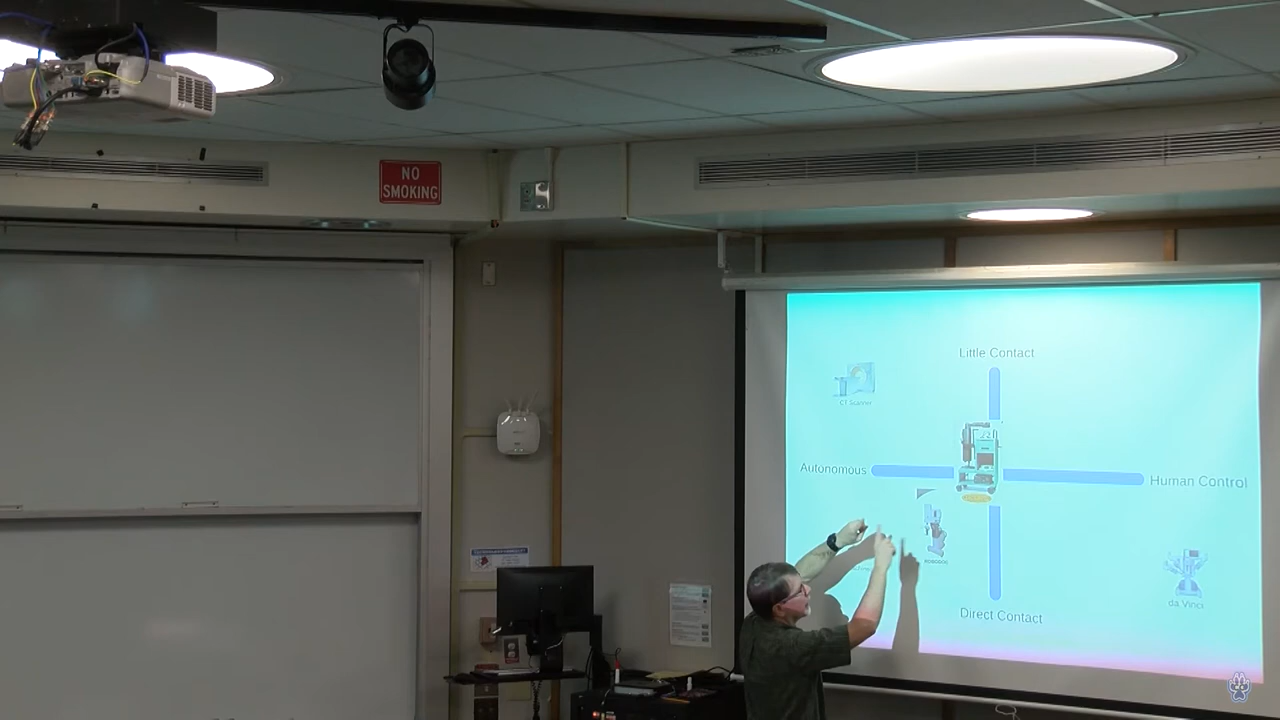 NO
SMOKING
Little Contact
CT Scanner
Autonomous
Human Control
ROBODOC
da Vinci
Direct Contact